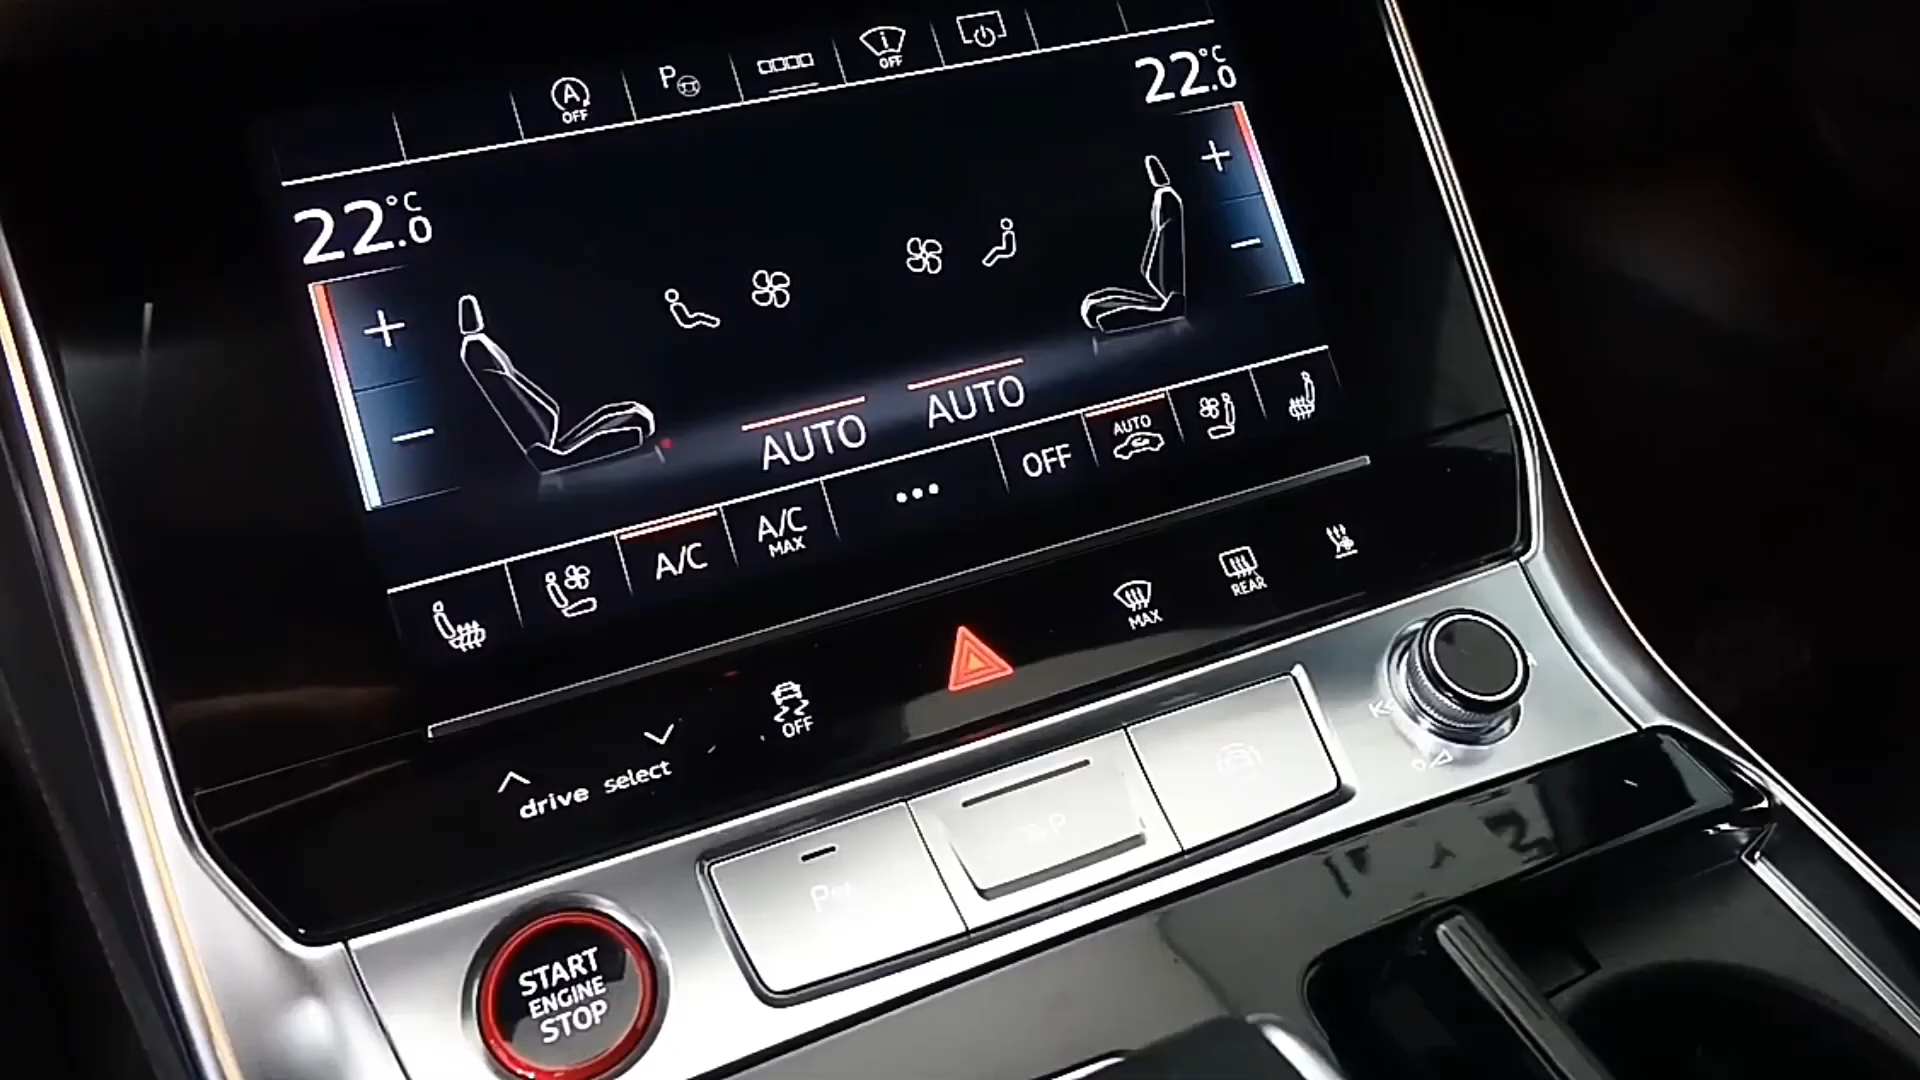 A
OFF
P
i
OFF
22.0 °C
22.0 °C
AUTO
AUTO
A/C
A/C
MAX
OFF
AUTO
MAX
REAR
drive select
OFF
P
P
START
ENGINE
STOP